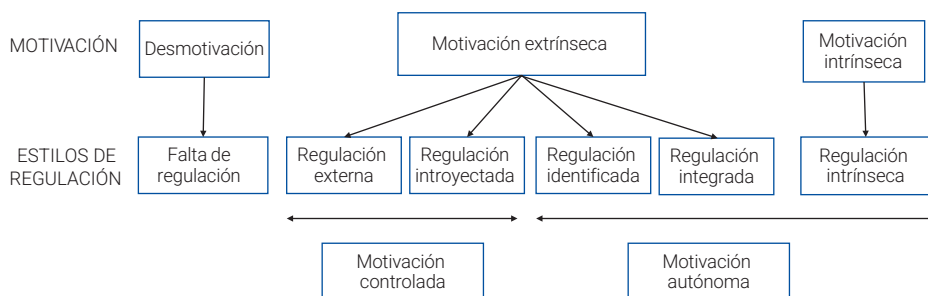 MOTIVACIÓN
Desmotivación
Motivación extrínseca
Motivación
intrínseca
ESTILOS DE
REGULACIÓN
Falta de
regulación
Regulación
externa
Regulación
introyectada
Regulación
identificada
Regulación
integrada
Regulación
intrínseca
Motivación
controlada
Motivación
autónoma